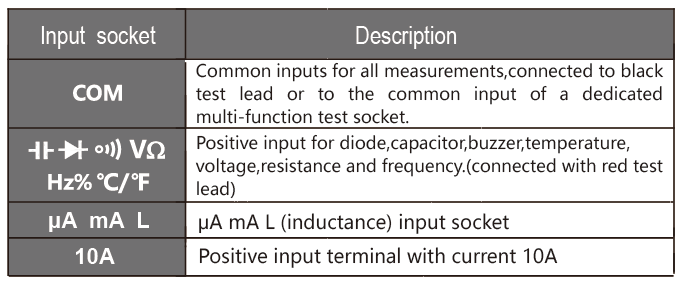 Input socket
Description
COM
Common inputs for all measurements,connected to black
test lead or to the common input of a dedicated
multi-function test socket.
VΩ
Hz% °C/°F
Positive input for diode,capacitor,buzzer,temperature,
voltage,resistance and frequency.(connected with red test
lead)
µA mA L
µA mA L (inductance) input socket
10A
Positive input terminal with current 10A